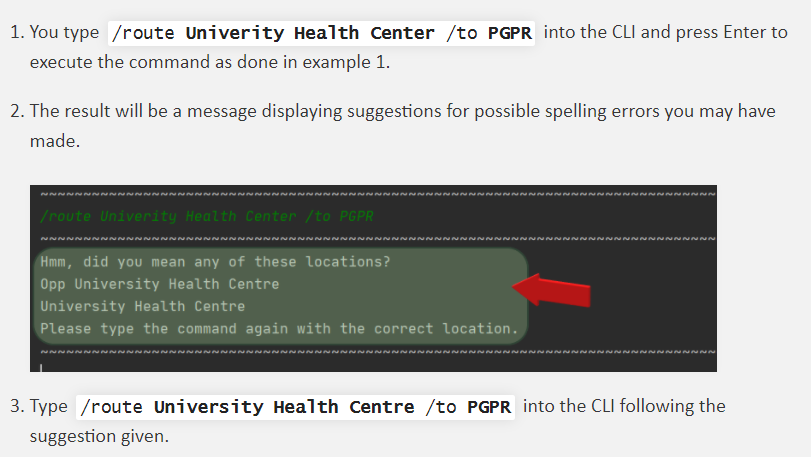 1. You type /route Univerity Health Center /to PGPR into the CLI and press Enter to
execute the command as done in example 1.
2. The result will be a message displaying suggestions for possible spelling errors you may have
made.
~~~~~~~~~~~~~~~~~~~~~~~~~~~~~~~~~~~~~~~~~~~~~~~~~~~~~~~~~~~~~~~~~~~~~~~~~~~~~~~~
/route Univerity Health Center /to PGPR
~~~~~~~~~~~~~~~~~~~~~~~~~~~~~~~~~~~~~~~~~~~~~~~~~~~~~~~~~~~~~~~~~~~~~~~~~~~~~~~~
Hmm, did you mean any of these locations?
Opp University Health Centre
University Health Centre
Please type the command again with the correct location.
~~~~~~~~~~~~~~~~~~~~~~~~~~~~~~~~~~~~~~~~~~~~~~~~~~~~~~~~~~~~~~~~~~~~~~~~~~~~~~~~
3. Type /route University Health Centre /to PGPR into the CLI following the
suggestion given.